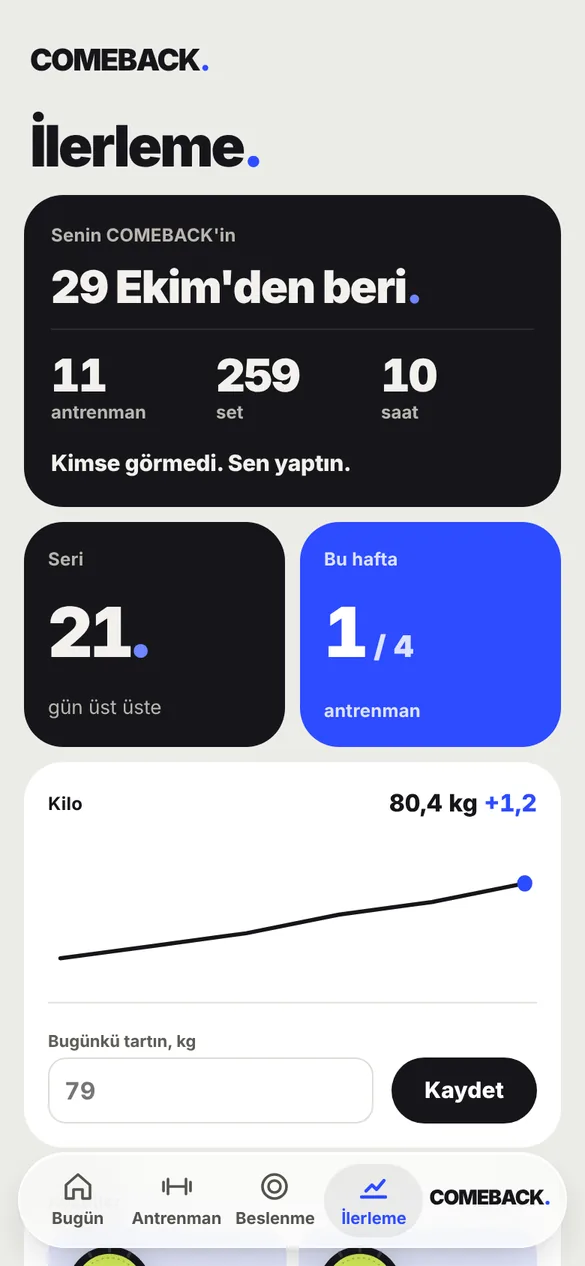 COMEBACK.
İlerleme.
Senin COMEBACK'in
29 Ekim'den beri.
11 259 10
antrenman set saat
Kimse görmedi. Sen yaptın.
Seri
21.
gün üst üste
Bu hafta
1 / 4
antrenman
Kilo 80,4 kg +1,2
Bugünkü tartın, kg
79 Kaydet
Bugün Antrenman Beslenme İlerleme COMEBACK.